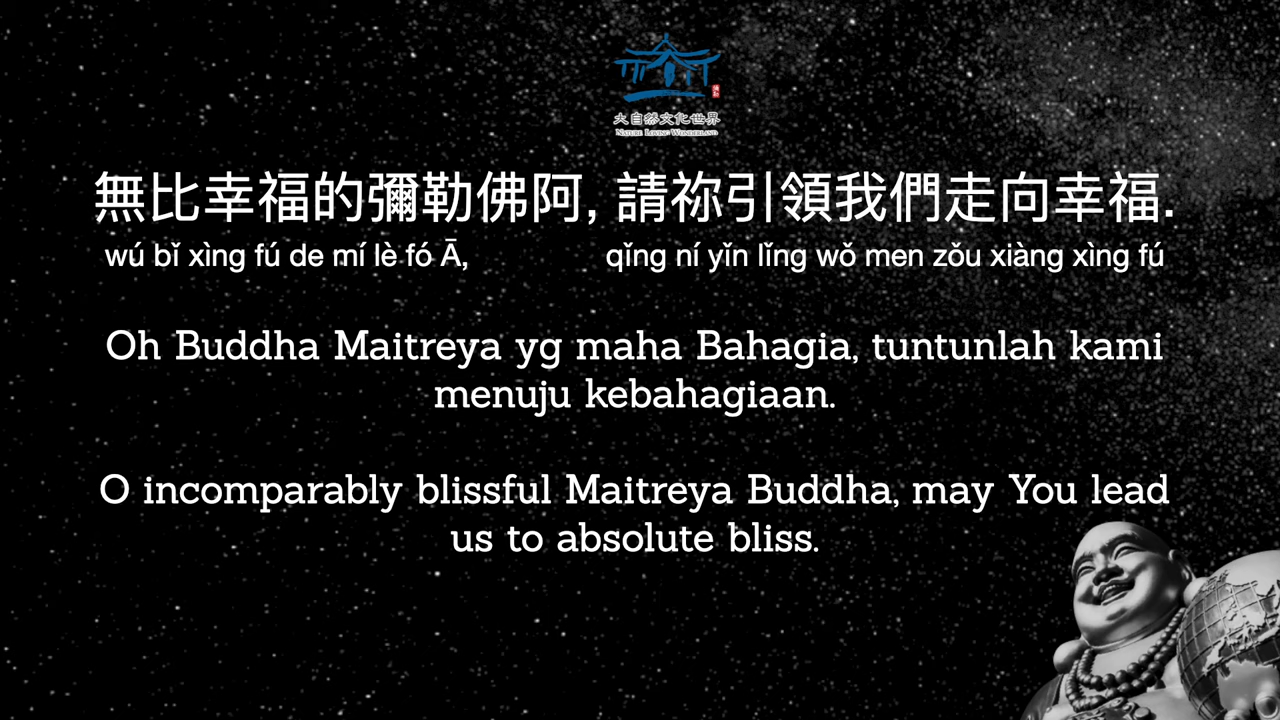 大自然文化世界
Nature Loving Wonderland
無比幸福的彌勒佛阿, 請祢引領我們走向幸福.
wú bǐ xìng fú de mí lè fó Ā, qǐng ní yǐn lǐng wǒ men zǒu xiàng xìng fú
Oh Buddha Maitreya yg maha Bahagia, tuntunlah kami
menuju kebahagiaan.
O incomparably blissful Maitreya Buddha, may You lead
us to absolute bliss.